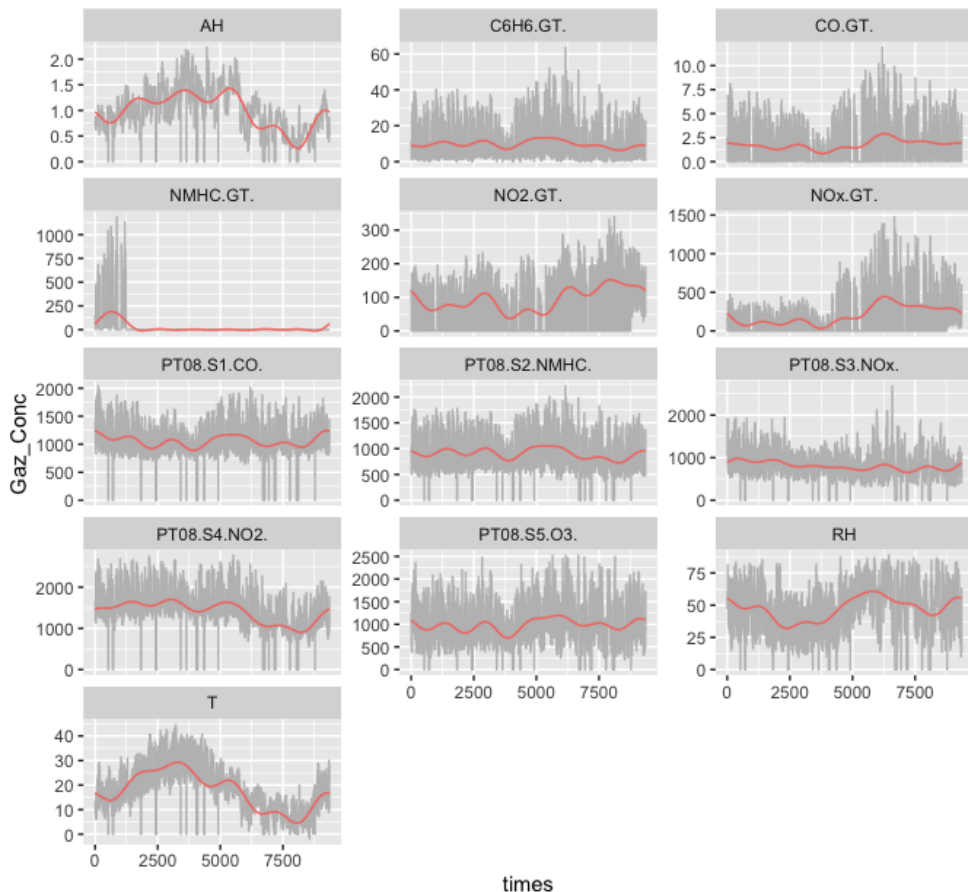 AH C6H6.GT. CO.GT.
2.0 60 10.0
1.5 40 7.5
1.0 5.0
0.5 20 2.5
0.0 0 0.0
NMHC.GT. NO2.GT. NOx.GT.
1000 300 1500
750 200 1000
500
250 100 500
0 0 0
PT08.S1.CO. PT08.S2.NMHC. PT08.S3.NOx.
2000 2000 2000
1500 1500
1000 1000 1000
500 500
0 0 0
PT08.S4.NO2. PT08.S5.O3. RH
2000 2500 75
2000
1500 50
1000 1000 25
500
0 0 0
0 2500 5000 7500 0 2500 5000 7500
T
40
30
20
10
0
0 2500 5000 7500
times
Gaz_Conc